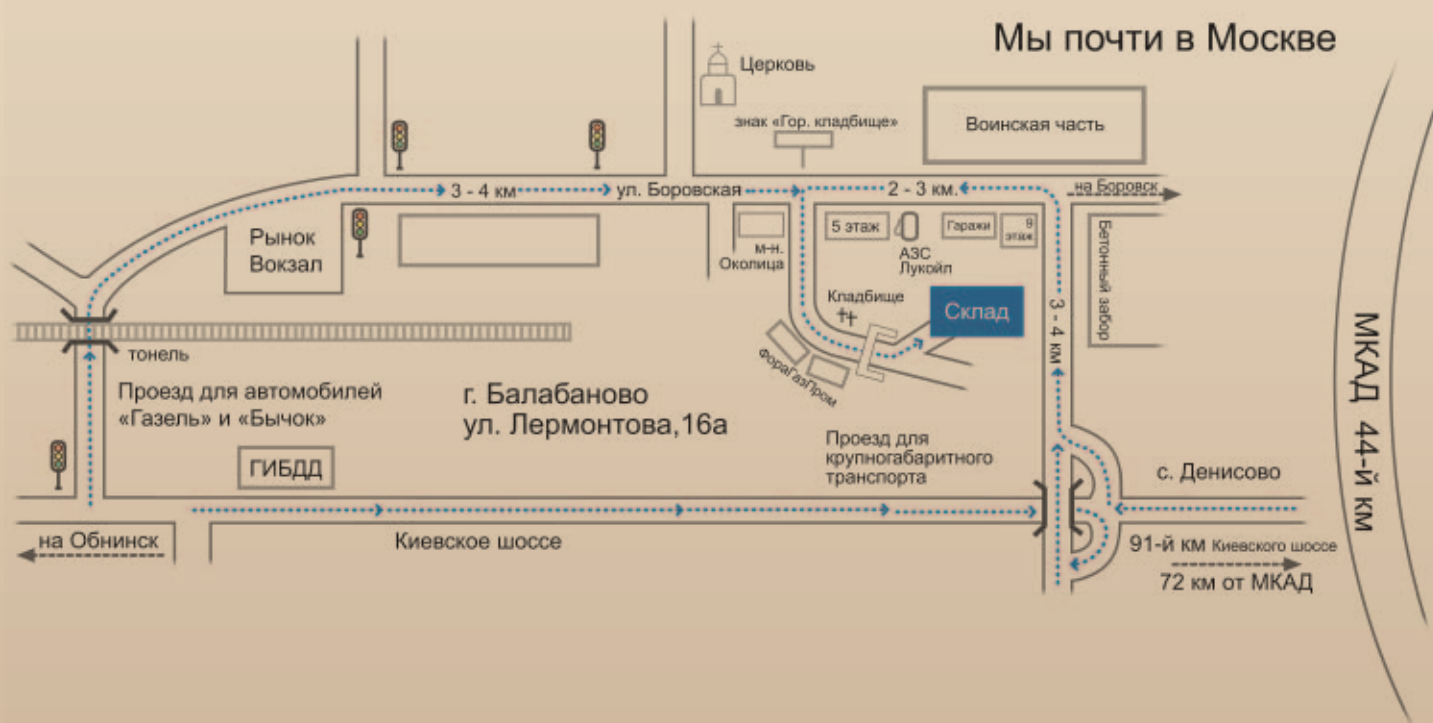 Мы почти в Москве
Церковь
знак «Гор. кладбище»
Воинская часть
3 - 4 км
ул. Боровская
2 - 3 км.
на Боровск
Рынок
Вокзал
м-н.
Околица
5 этаж
АЗС
Лукойл
Гаражи
9
этаж
Бетонный забор
Кладбище
Склад
3 - 4 км
ФораГазПром
тонель
Проезд для автомобилей
«Газель» и «Бычок»
г. Балабаново
ул. Лермонтова,16а
МКАД 44-й км
ГИБДД
Проезд для
крупногабаритного
транспорта
с. Денисово
на Обнинск
Киевское шоссе
91-й км Киевского шоссе
72 км от МКАД